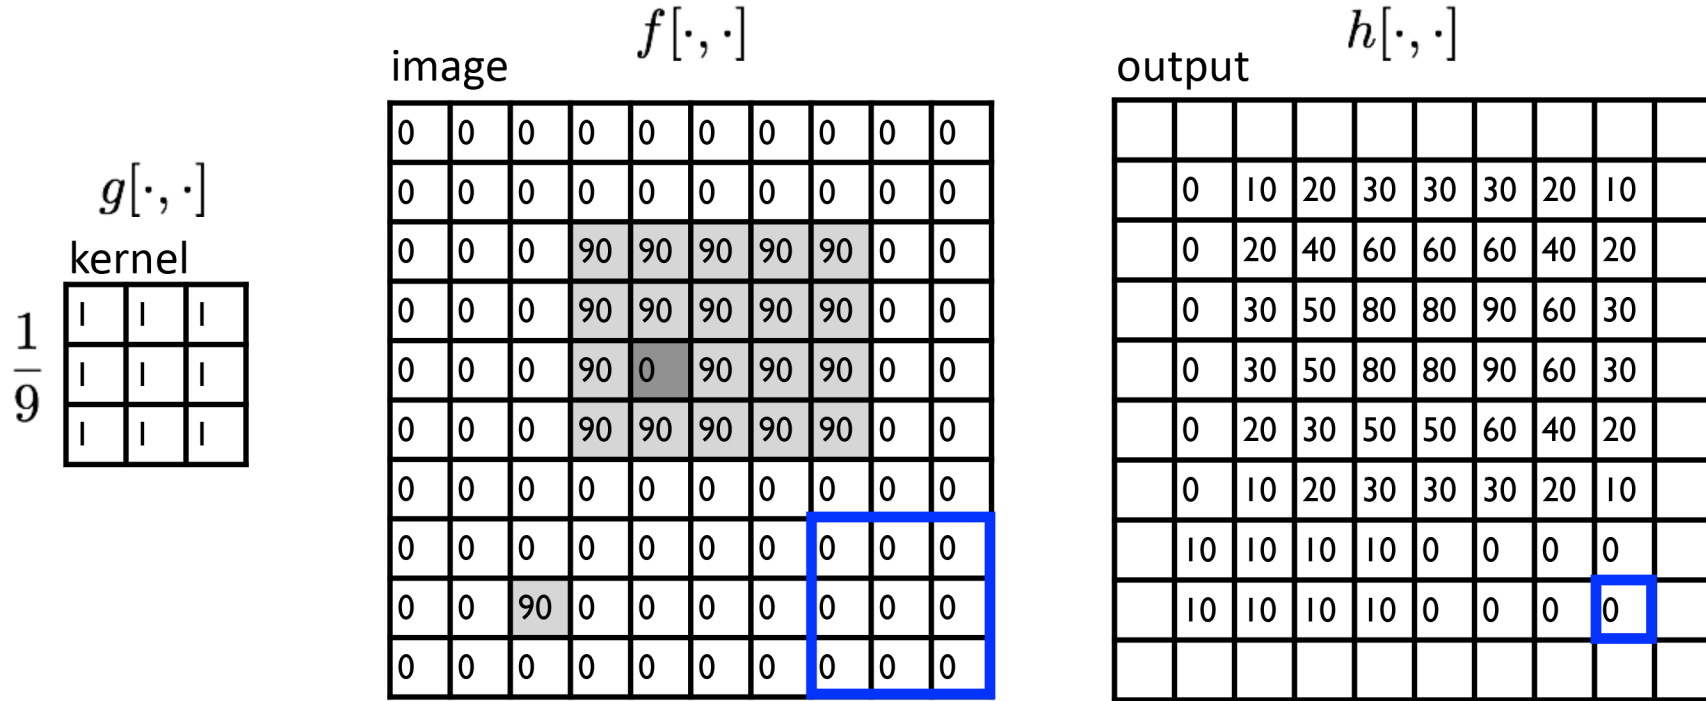 f[·,·]
h[·,·]
image
output
g[·,·]
kernel
1/9
1 1 1
1 1 1
1 1 1
0 0 0 0 0 0 0 0 0 0
0 0 0 0 0 0 0 0 0 0
0 0 0 90 90 90 90 90 0 0
0 0 0 90 90 90 90 90 0 0
0 0 0 90 0 90 90 90 0 0
0 0 0 90 90 90 90 90 0 0
0 0 0 0 0 0 0 0 0 0
0 0 0 0 0 0 0 0 0 0
0 0 90 0 0 0 0 0 0 0
0 0 0 0 0 0 0 0 0 0
0 10 20 30 30 30 20 10
0 20 40 60 60 60 40 20
0 30 50 80 80 90 60 30
0 30 50 80 80 90 60 30
0 20 30 50 50 60 40 20
0 10 20 30 30 30 20 10
10 10 10 10 0 0 0 0
10 10 10 10 0 0 0 0